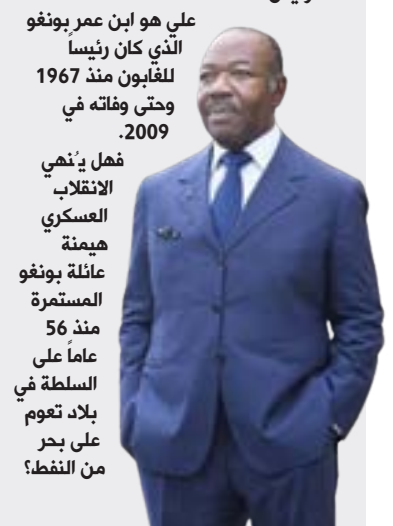 علي هو ابن عمر بونغو
الذي كان رئيساً
للغابون منذ 1967
وحتى وفاته في
2009.
فهل يُنهي
الانقلاب
العسكري
هيمنة
عائلة بونغو
المستمرة
منذ 56
عاماً على
السلطة في
بلاد تعوم
على بحر
من النفط؟